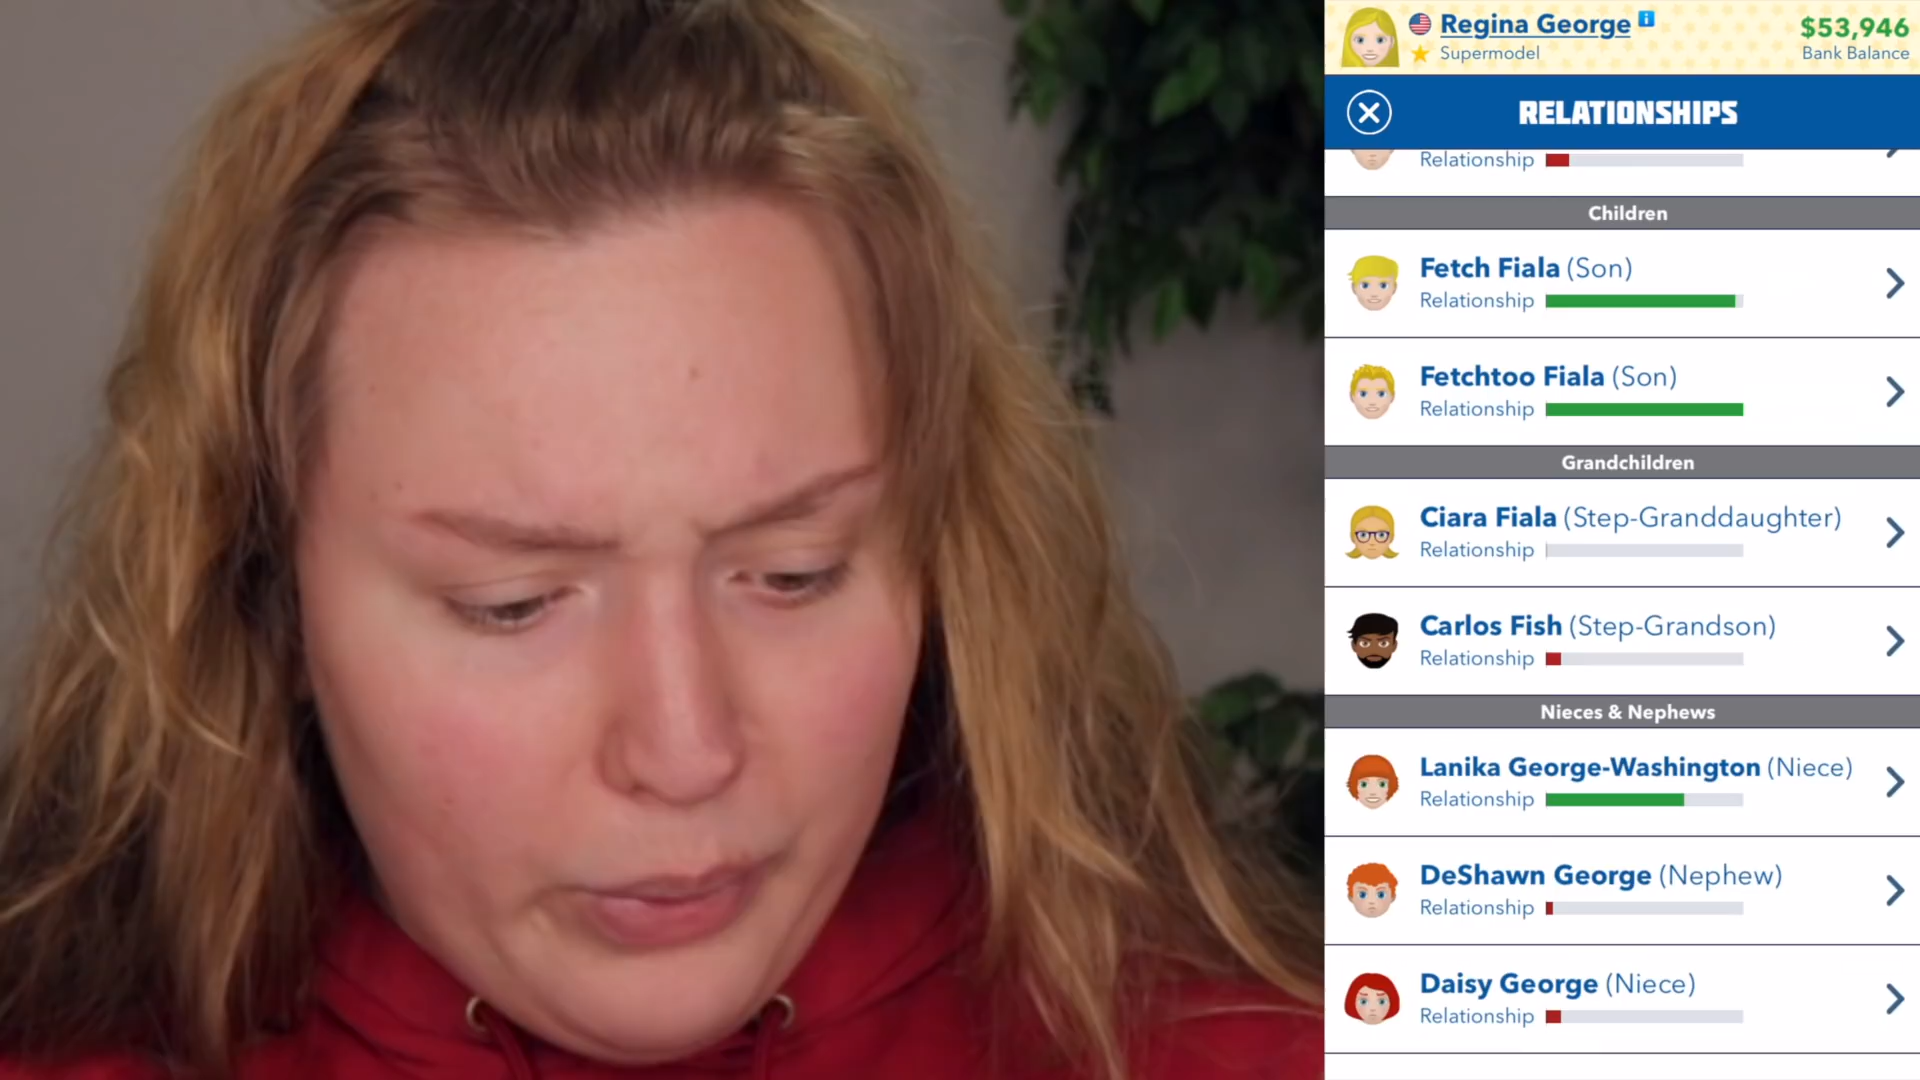 Regina George i
Supermodel
$53,946
Bank Balance
RELATIONSHIPS
Relationship
Children
Fetch Fiala (Son)
Relationship
Fetchtoo Fiala (Son)
Relationship
Grandchildren
Ciara Fiala (Step-Granddaughter)
Relationship
Carlos Fish (Step-Grandson)
Relationship
Nieces & Nephews
Lanika George-Washington (Niece)
Relationship
DeShawn George (Nephew)
Relationship
Daisy George (Niece)
Relationship